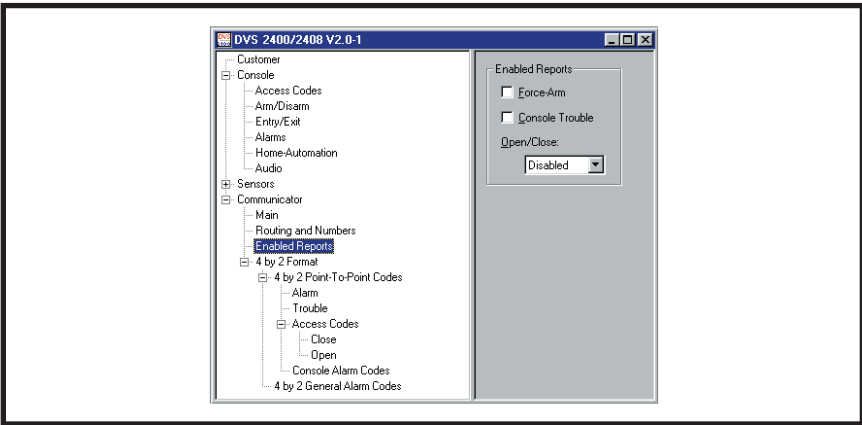 DVS 2400/2408 V2.0-1
Customer
Console
Access Codes
Arm/Disarm
Entry/Exit
Alarms
Home-Automation
Audio
Sensors
Communicator
Main
Routing and Numbers
Enabled Reports
4 by 2 Format
4 by 2 Point-To-Point Codes
Alarm
Trouble
Access Codes
Close
Open
Console Alarm Codes
4 by 2 General Alarm Codes
Enabled Reports
Force-Arm
Console Trouble
Open/Close:
Disabled